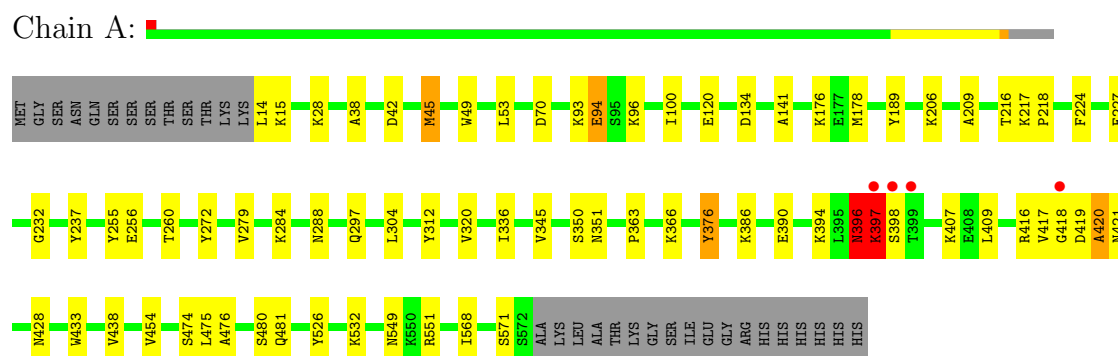 Chain A:
MET GLY SER ASN GLN SER SER SER THR SER THR LYS LYS L14 K15 K28 A38 D42 M45 W49 L53 D70 K93 E94 S95 K96 I100 E120 D134 A141 K176 E177 M178 Y189 K206 A209 T216 K217 P218 F224
G232 Y237 Y255 E256 T260 Y272 V279 K284 N288 Q297 L304 Y312 V320 I336 V345 S350 N351 P363 K366 Y376 K386 E390 K394 L395 N396 K397 S398 T399 K407 E408 L409 R416 V417 G418 D419 A420 N421
N428 W433 V438 V454 S474 L475 A476 S480 Q481 Y526 K532 N549 K550 R551 I568 S571 S572 ALA LYS LEU ALA THR LYS GLY SER ILE GLU GLY ARG HIS HIS HIS HIS HIS HIS